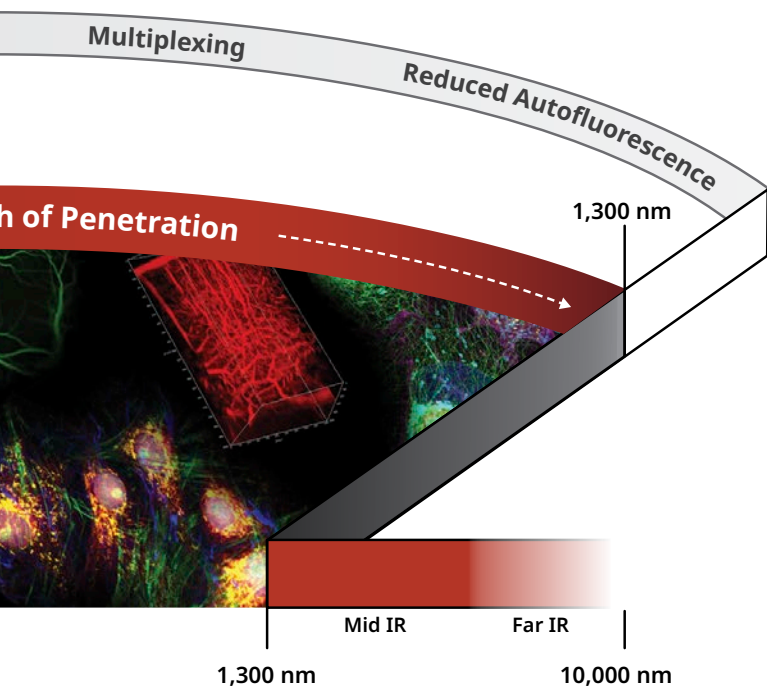 Multiplexing
Reduced Autofluorescence
1,300 nm
h of Penetration
Mid IR
Far IR
1,300 nm
10,000 nm